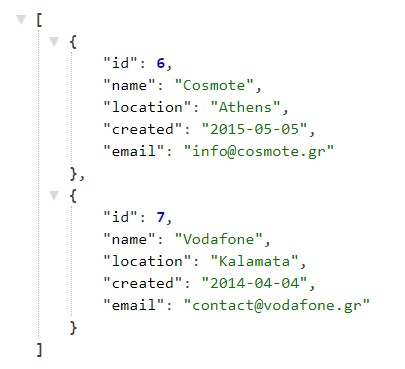 [
{
"id": 6,
"name": "Cosmote",
"location": "Athens",
"created": "2015-05-05",
"email": "info@cosmote.gr"
},
{
"id": 7,
"name": "Vodafone",
"location": "Kalamata",
"created": "2014-04-04",
"email": "contact@vodafone.gr"
}
]